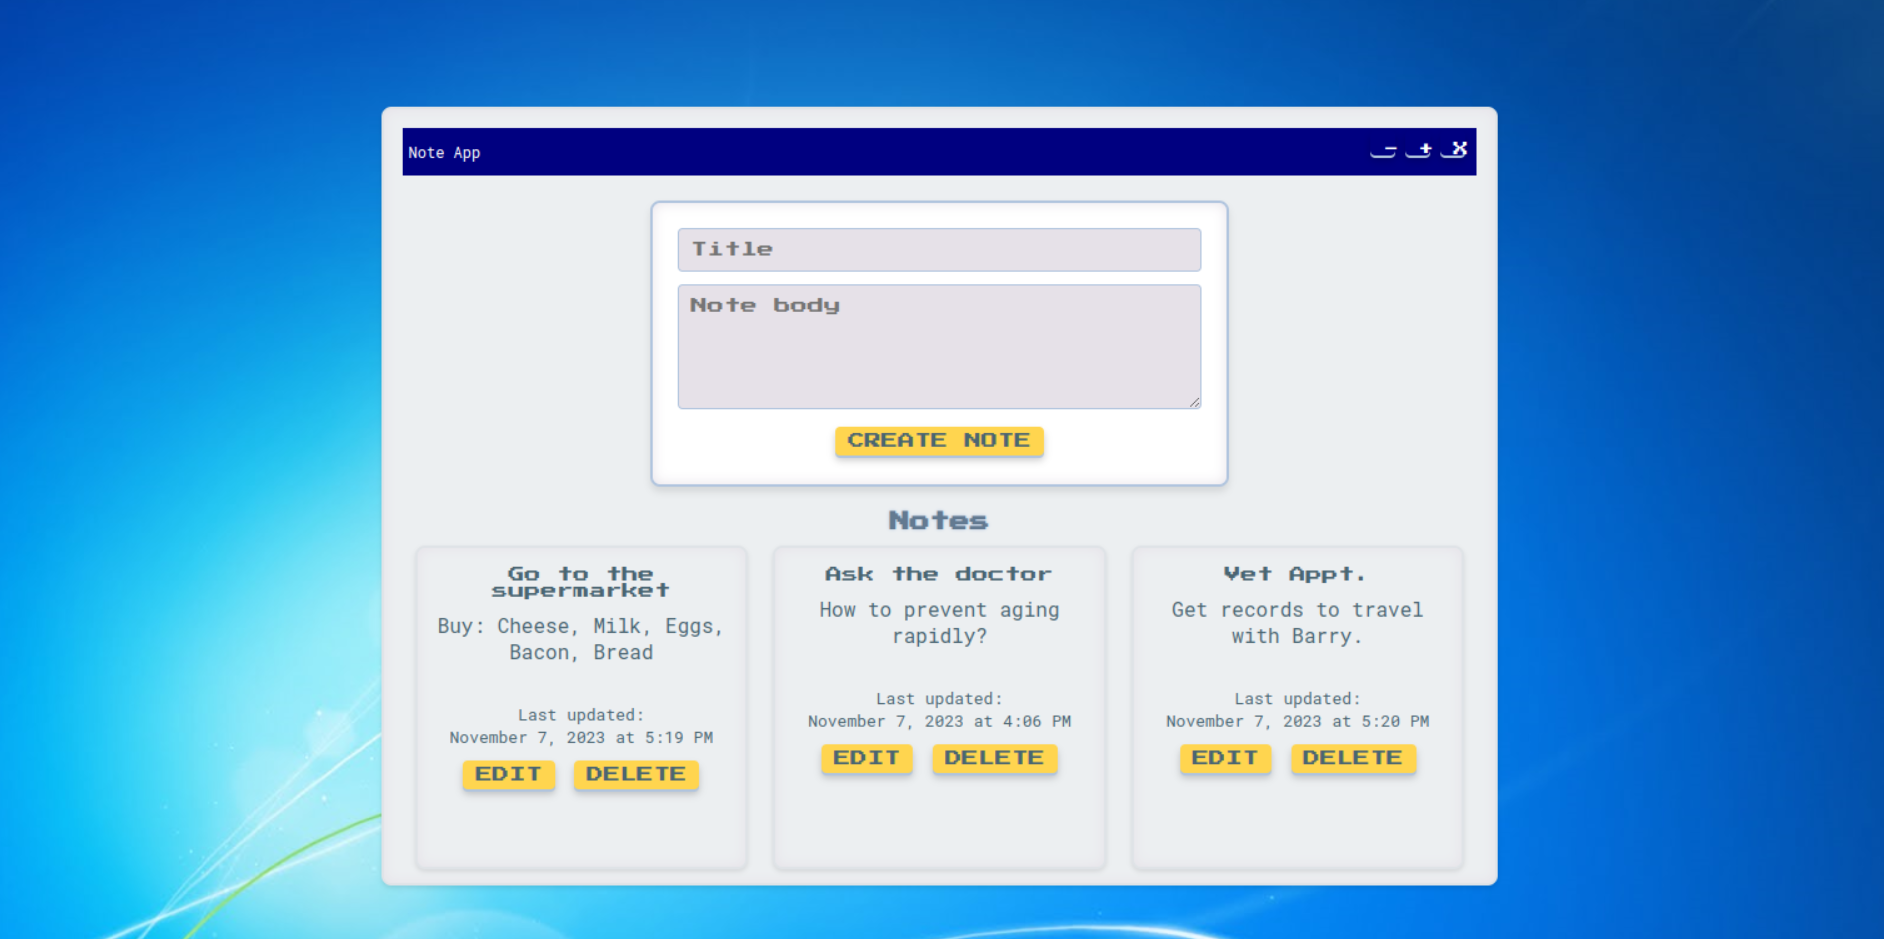 Note App
- + X
Title
Note body
CREATE NOTE
Notes
Go to the
supermarket
Buy: Cheese, Milk, Eggs,
Bacon, Bread
Last updated:
November 7, 2023 at 5:19 PM
EDIT DELETE
Ask the doctor
How to prevent aging
rapidly?
Last updated:
November 7, 2023 at 4:06 PM
EDIT DELETE
Vet Appt.
Get records to travel
with Barry.
Last updated:
November 7, 2023 at 5:20 PM
EDIT DELETE